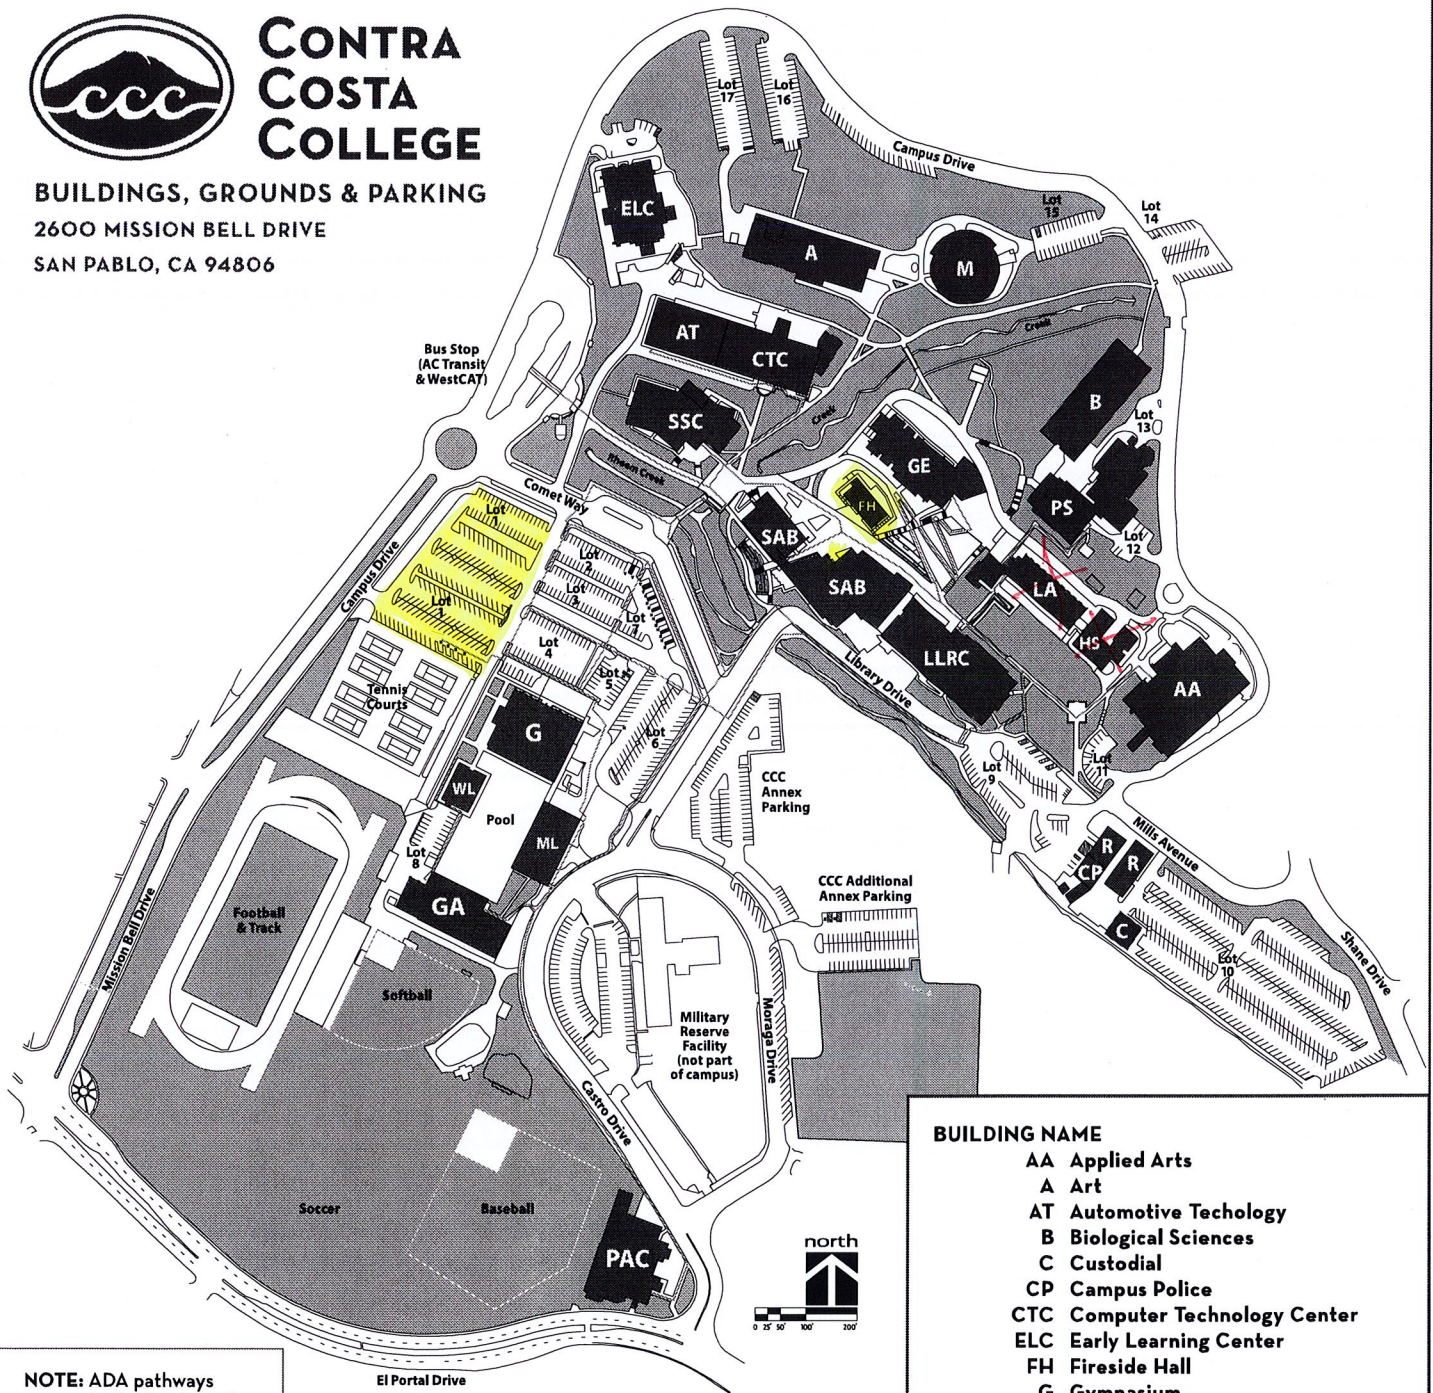 CONTRA
COSTA
COLLEGE
ccc
BUILDINGS, GROUNDS & PARKING
2600 MISSION BELL DRIVE
SAN PABLO, CA 94806
Lot
17
Lot
16
Campus Drive
ELC
Lot
15
Lot
14
A
M
AT
CTC
Creek
Bus Stop
(AC Transit
& WestCAT)
SSC
Creek
B
Lot
13
Rheem Creek
GE
Comet Way
FH
PS
Lot
1
SAB
Lot
12
Campus Drive
Lot
2
Lot
3
SAB
LA
Lot
1
Lot
7
HS
Lot
4
Lot
5
LLRC
Library Drive
AA
Tennis
Courts
G
Lot
6
Lot
9
Lot
11
WL
CCC
Annex
Parking
Pool
ML
Lot
8
Mills Avenue
R
R
CP
CCC Additional
Annex Parking
GA
Football
& Track
C
Mission Bell Drive
Lot
10
Shane Drive
Softball
Military
Reserve
Facility
(not part
of campus)
Moraga Drive
Castro Drive
Soccer
Baseball
PAC
north
0 25' 50' 100' 200'
El Portal Drive
NOTE: ADA pathways
BUILDING NAME
AA Applied Arts
A Art
AT Automotive Techology
B Biological Sciences
C Custodial
CP Campus Police
CTC Computer Technology Center
ELC Early Learning Center
FH Fireside Hall
G Gymnasium